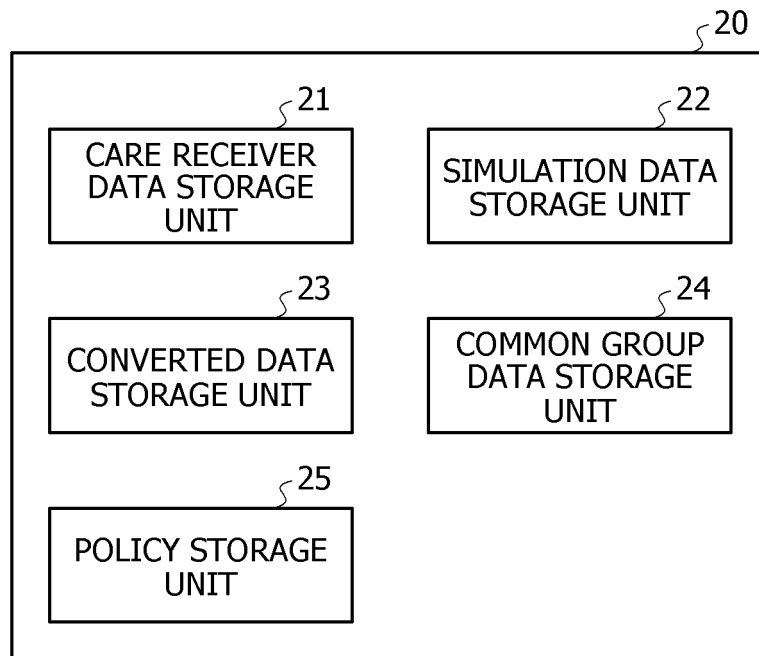 20
21
CARE RECEIVER
DATA STORAGE
UNIT
22
SIMULATION DATA
STORAGE UNIT
23
CONVERTED DATA
STORAGE UNIT
24
COMMON GROUP
DATA STORAGE
UNIT
25
POLICY STORAGE
UNIT